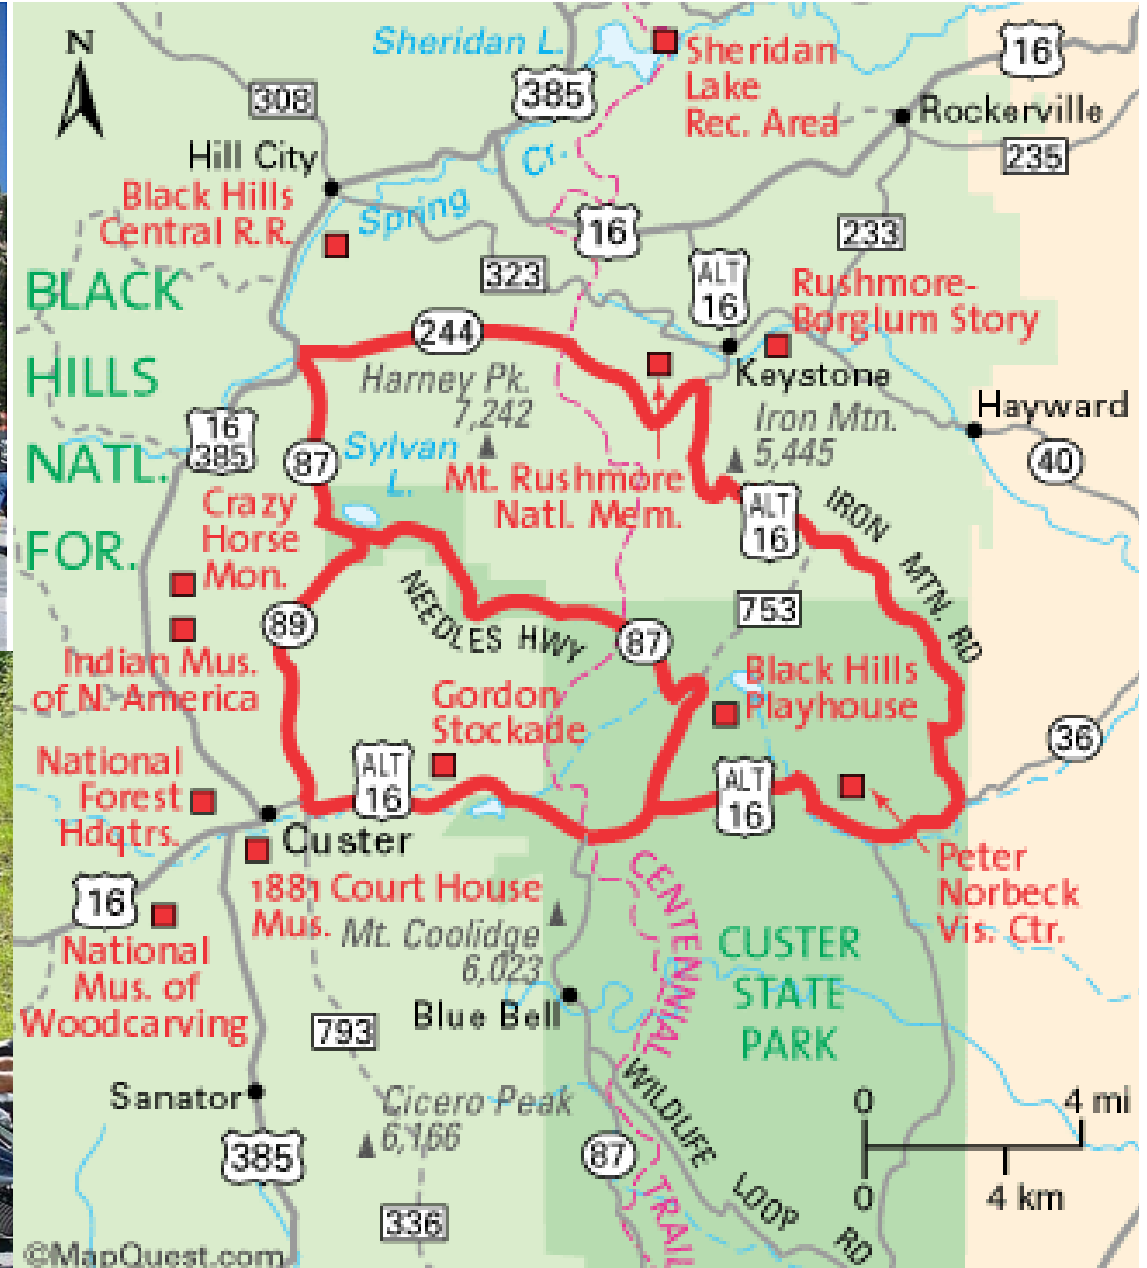 N
Sheridan L.
Sheridan
Lake
Rec. Area
16
385
308
Rockerville
235
Hill City
Cr.
Black Hills
Central R.R.
Spring
16
233
323
ALT
16
BLACK
HILLS
NATL.
FOR.
Rushmore-
Borglum Story
244
Keystone
Harney Pk.
7,242
Iron Mtn.
5,445
Hayward
40
16
385
87
Sylvan
L.
Mt. Rushmore
Natl. Mem.
Crazy
Horse
Mon.
ALT
16
IRON MTN. RD
NEEDLES HWY
753
89
87
Indian Mus.
of N. America
Black Hills
Playhouse
Gordon
Stockade
36
National
Forest
Hdqtrs.
ALT
16
ALT
16
Custer
Peter
Norbeck
Vis. Ctr.
16
1881 Court House
Mus.
Mt. Coolidge
6,023
CENTENNIAL TRAIL
CUSTER
STATE
PARK
National
Mus. of
Woodcarving
Blue Bell
793
WILDLIFE LOOP RD
Sanator
Cicero Peak
6,166
0 4 mi
0 4 km
385
87
336
©MapQuest.com